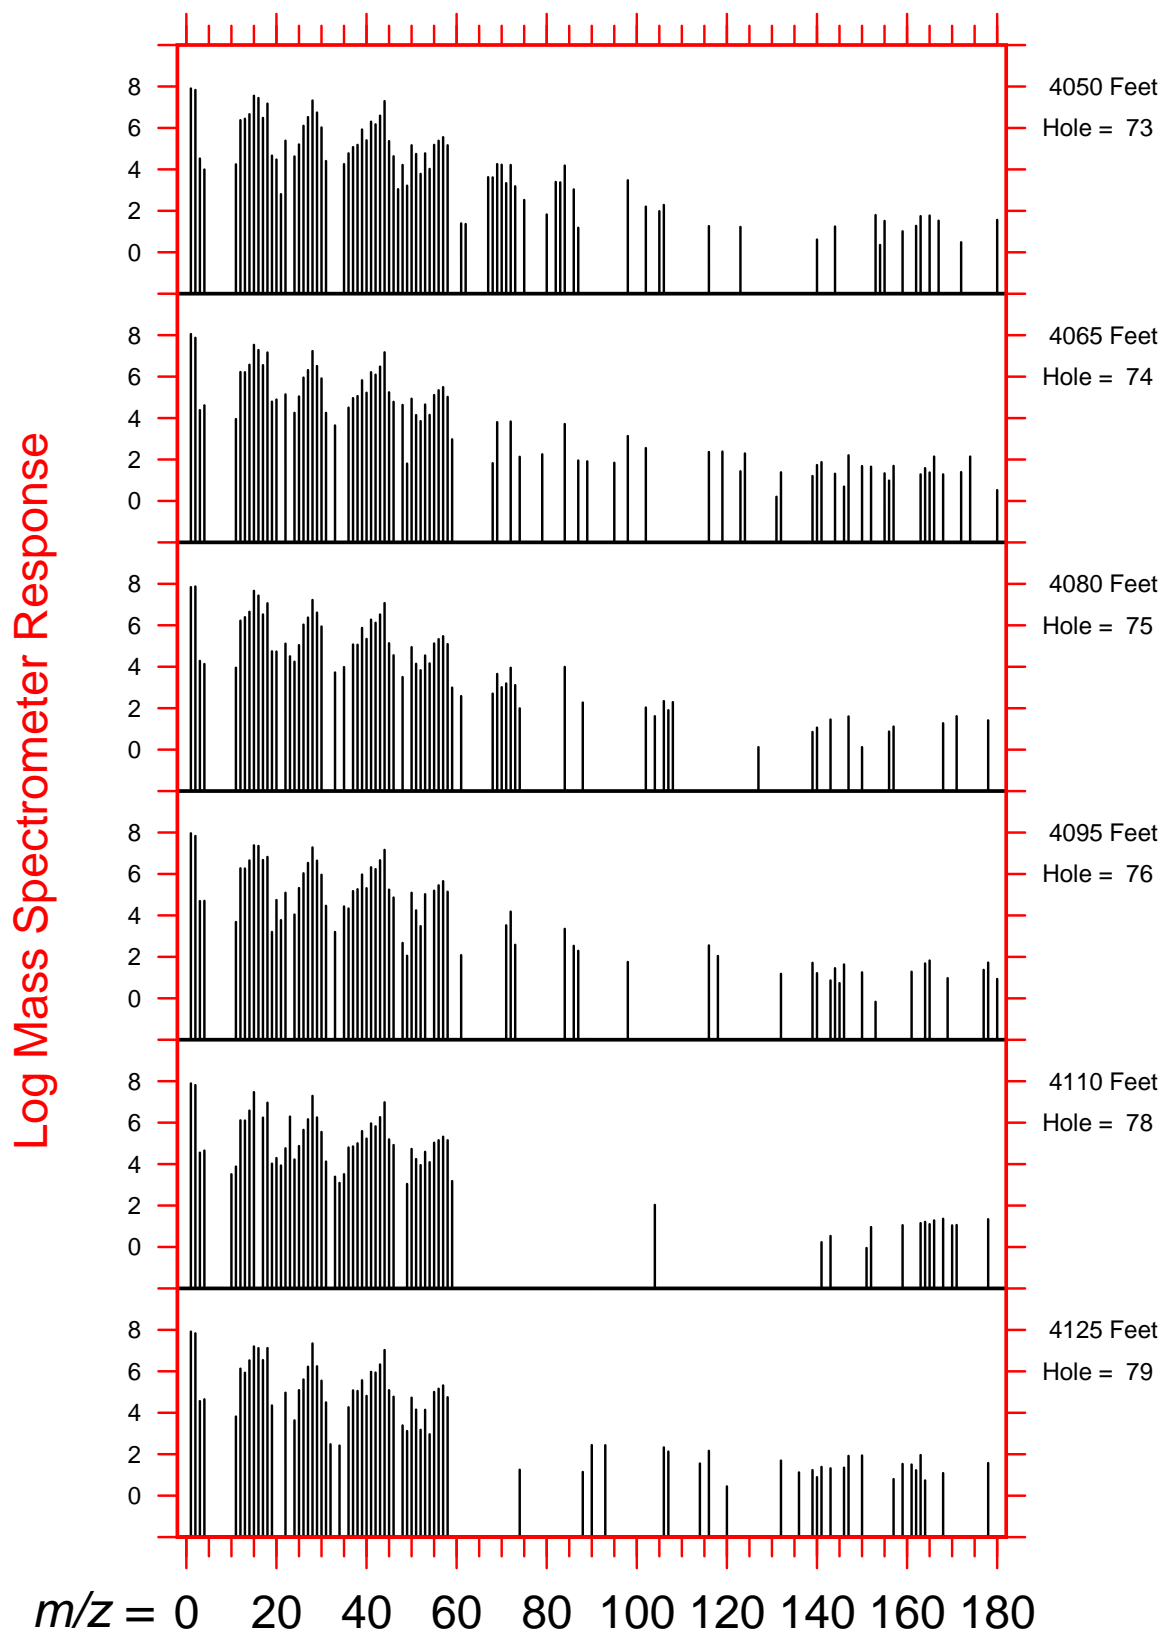 Log Mass Spectrometer Response
8
6
4
2
0
4050 Feet
Hole = 73
8
6
4
2
0
4065 Feet
Hole = 74
8
6
4
2
0
4080 Feet
Hole = 75
8
6
4
2
0
4095 Feet
Hole = 76
8
6
4
2
0
4110 Feet
Hole = 78
8
6
4
2
0
4125 Feet
Hole = 79
m/z = 0 20 40 60 80 100 120 140 160 180